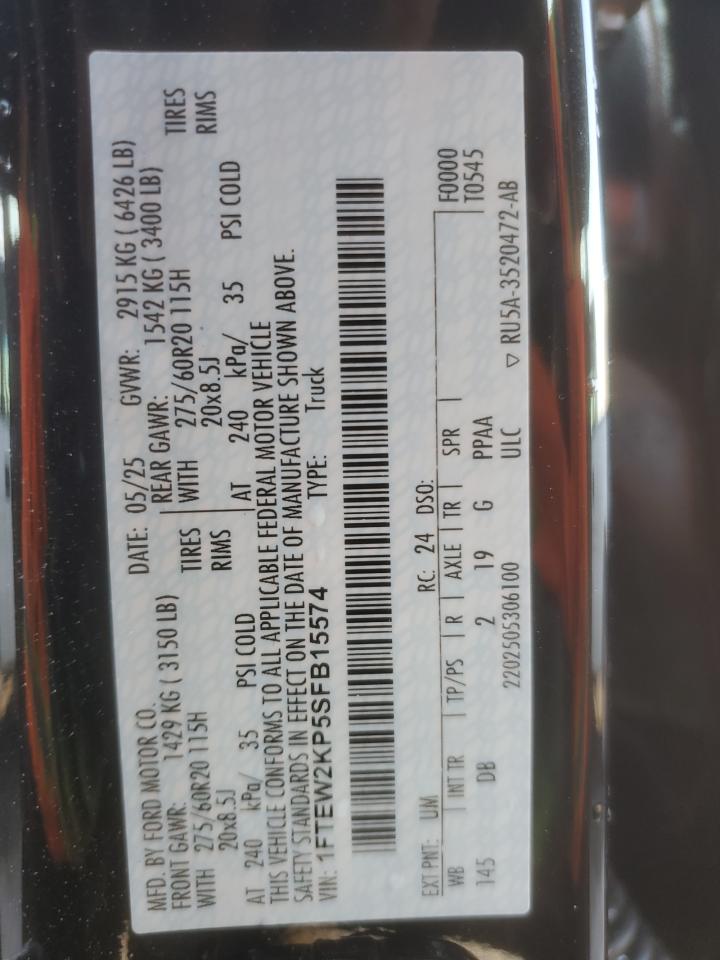 MFD. BY FORD MOTOR CO. DATE: 05/25 GVWR: 2915 KG ( 6426 LB)
FRONT GAWR: 1429 KG ( 3150 LB) REAR GAWR: 1542 KG ( 3400 LB)
WITH 275/60R20 115H TIRES WITH 275/60R20 115H TIRES
20x8.5J RIMS 20x8.5J RIMS
AT 240 kPa/ 35 PSI COLD AT 240 kPa/ 35 PSI COLD
THIS VEHICLE CONFORMS TO ALL APPLICABLE FEDERAL MOTOR VEHICLE
SAFETY STANDARDS IN EFFECT ON THE DATE OF MANUFACTURE SHOWN ABOVE.
VIN: 1FTEW2KP5SFB15574 TYPE: Truck
EXT PNT: UM RC: 24 DSO: F0000
WB INT TR TP/PS R AXLE TR SPR T0545
145 DB 2 19 G PPAA
2202505306100 ULC ▽ RU5A-3520472-AB